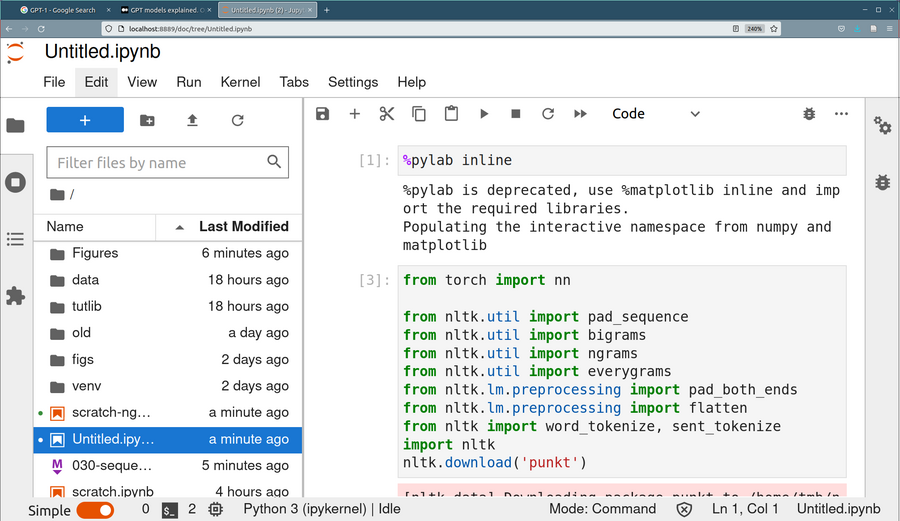 GPT-1 - Google Search
GPT models explained. O
Untitled.ipynb (2) - Jupy
localhost:8889/doc/tree/Untitled.ipynb
240%
Untitled.ipynb
File Edit View Run Kernel Tabs Settings Help
Code
Filter files by name
/
Name Last Modified
Figures 6 minutes ago
data 18 hours ago
tutlib 18 hours ago
old a day ago
figs 2 days ago
venv 2 days ago
scratch-ng… a minute ago
Untitled.ipy… a minute ago
030-seque… 5 minutes ago
scratch.ipynb 4 hours ago
[1]: %pylab inline
%pylab is deprecated, use %matplotlib inline and imp
ort the required libraries.
Populating the interactive namespace from numpy and
matplotlib
[3]: from torch import nn
from nltk.util import pad_sequence
from nltk.util import bigrams
from nltk.util import ngrams
from nltk.util import everygrams
from nltk.lm.preprocessing import pad_both_ends
from nltk.lm.preprocessing import flatten
from nltk import word_tokenize, sent_tokenize
import nltk
nltk.download('punkt')
[nltk_data] Downloading package punkt to /home/tmb/n
Simple 0 $_ 2 Python 3 (ipykernel) | Idle Mode: Command Ln 1, Col 1 Untitled.ipynb